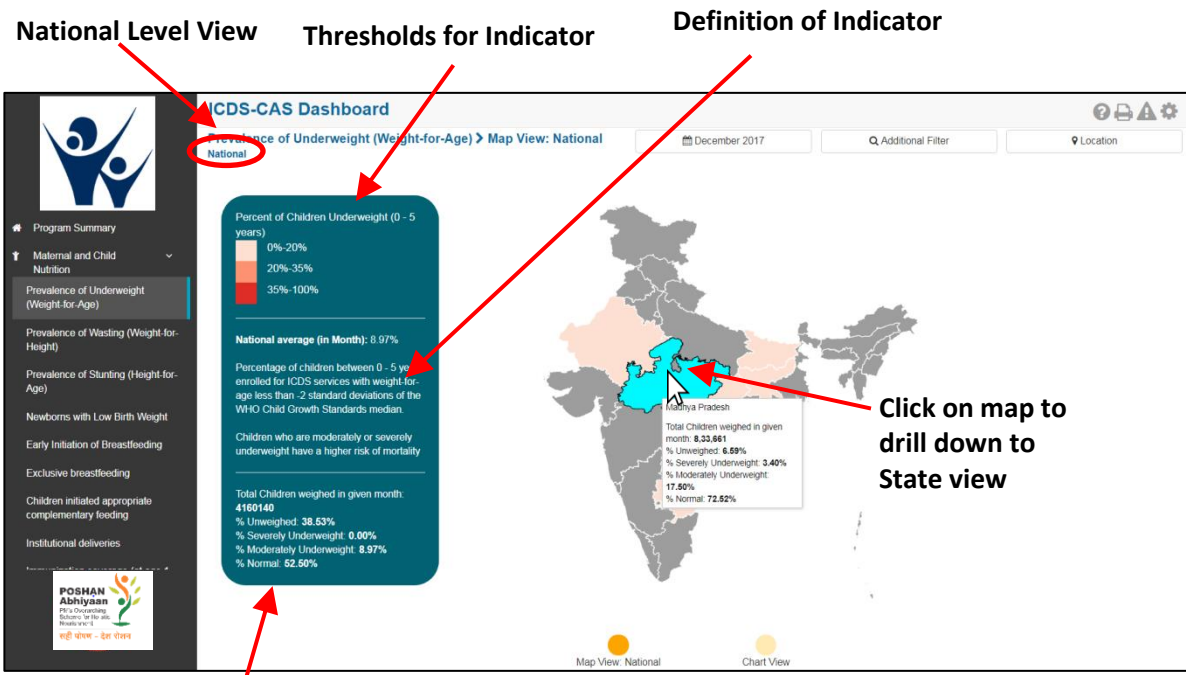 National Level View
Thresholds for Indicator
Definition of Indicator
ICDS-CAS Dashboard
Prevalence of Underweight (Weight-for-Age) > Map View: National
National
December 2017
Additional Filter
Location
Program Summary
Maternal and Child
Nutrition
Prevalence of Underweight
(Weight-for-Age)
Prevalence of Wasting (Weight-for-
Height)
Prevalence of Stunting (Height-for-
Age)
Newborns with Low Birth Weight
Early Initiation of Breastfeeding
Exclusive breastfeeding
Children initiated appropriate
complementary feeding
Institutional deliveries
POSHAN
Abhiyaan
PM's Overarching
सही पोषण - देश रोशन
Percent of Children Underweight (0 - 5
years)
0%-20%
20%-35%
35%-100%
National average (in Month): 8.97%
Percentage of children between 0 - 5 ye
enrolled for ICDS services with weight-for-
age less than -2 standard deviations of the
WHO Child Growth Standards median.
Children who are moderately or severely
underweight have a higher risk of mortality
Total Children weighed in given month:
4160140
% Unweighed: 38.53%
% Severely Underweight: 0.00%
% Moderately Underweight: 8.97%
% Normal: 52.50%
Madhya Pradesh
Total Children weighed in given
month: 8,33,661
% Unweighed: 6.59%
% Severely Underweight: 3.40%
% Moderately Underweight:
17.50%
% Normal: 72.52%
Click on map to
drill down to
State view
Map View: National
Chart View